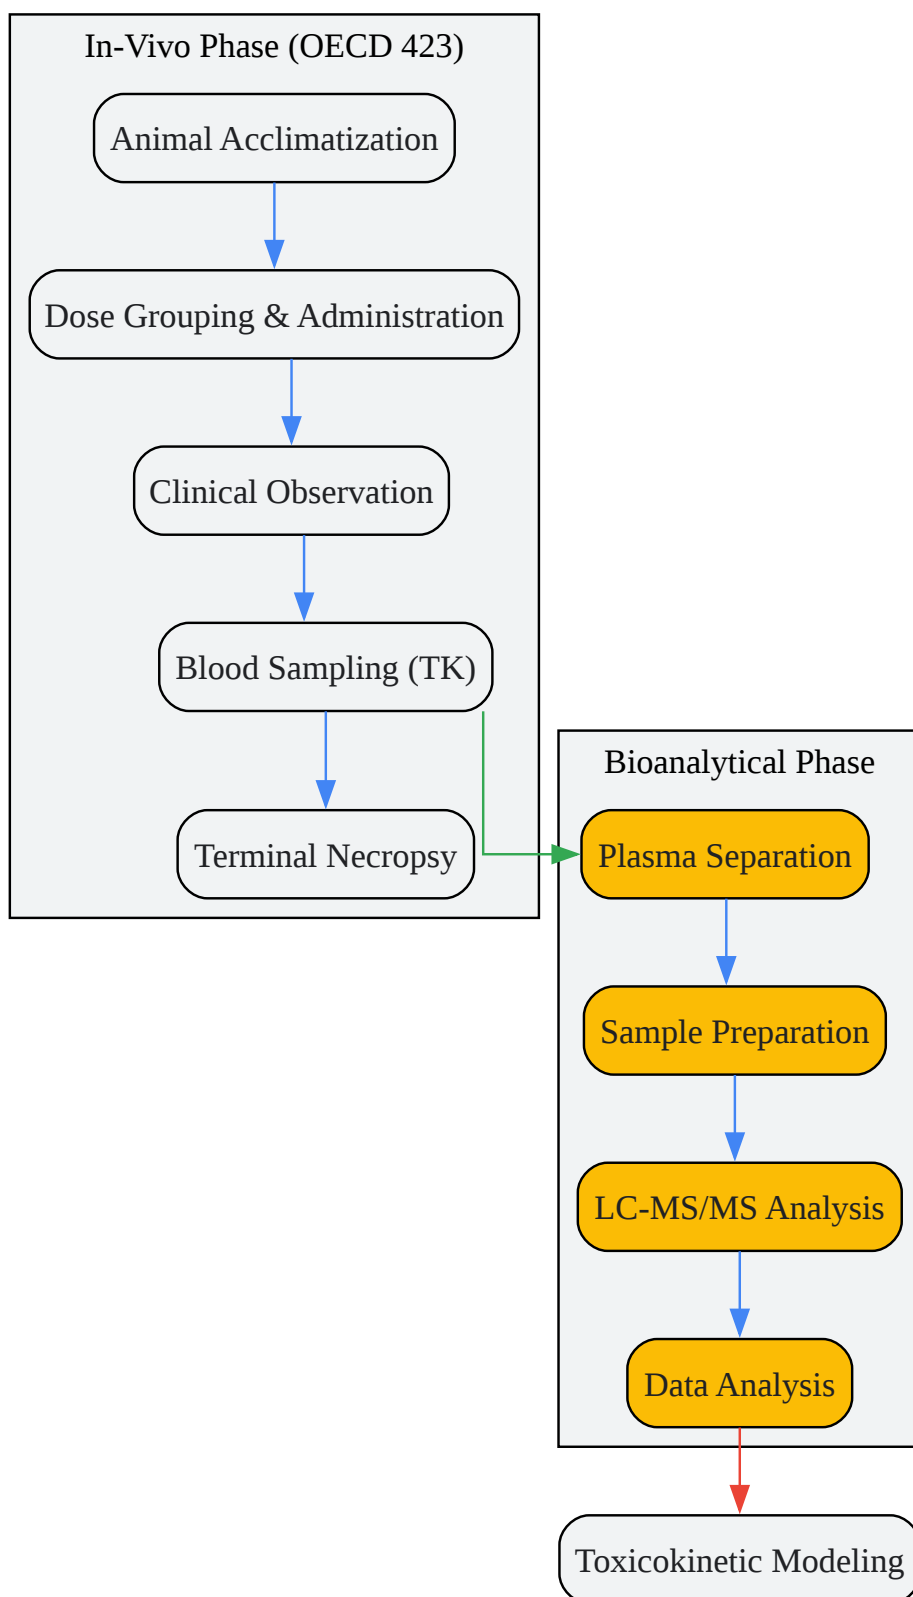 In-Vivo Phase (OECD 423)
Animal Acclimatization
Dose Grouping & Administration
Clinical Observation
Blood Sampling (TK)
Terminal Necropsy
Bioanalytical Phase
Plasma Separation
Sample Preparation
LC-MS/MS Analysis
Data Analysis
Toxicokinetic Modeling